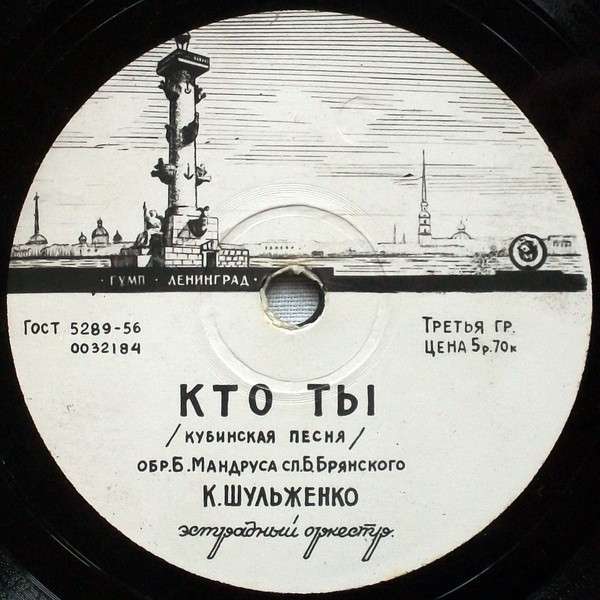 · ГУМП · ЛЕНИНГРАД ·
ГОСТ 5289-56
0032184
ТРЕТЬЯ ГР.
ЦЕНА 5р.70к
КТО ТЫ
/КУБИНСКАЯ ПЕСНЯ/
ОБР.Б.МАНДРУСА СЛ.Б.БРЯНСКОГО
К.ШУЛЬЖЕНКО
эстрадный оркестр.